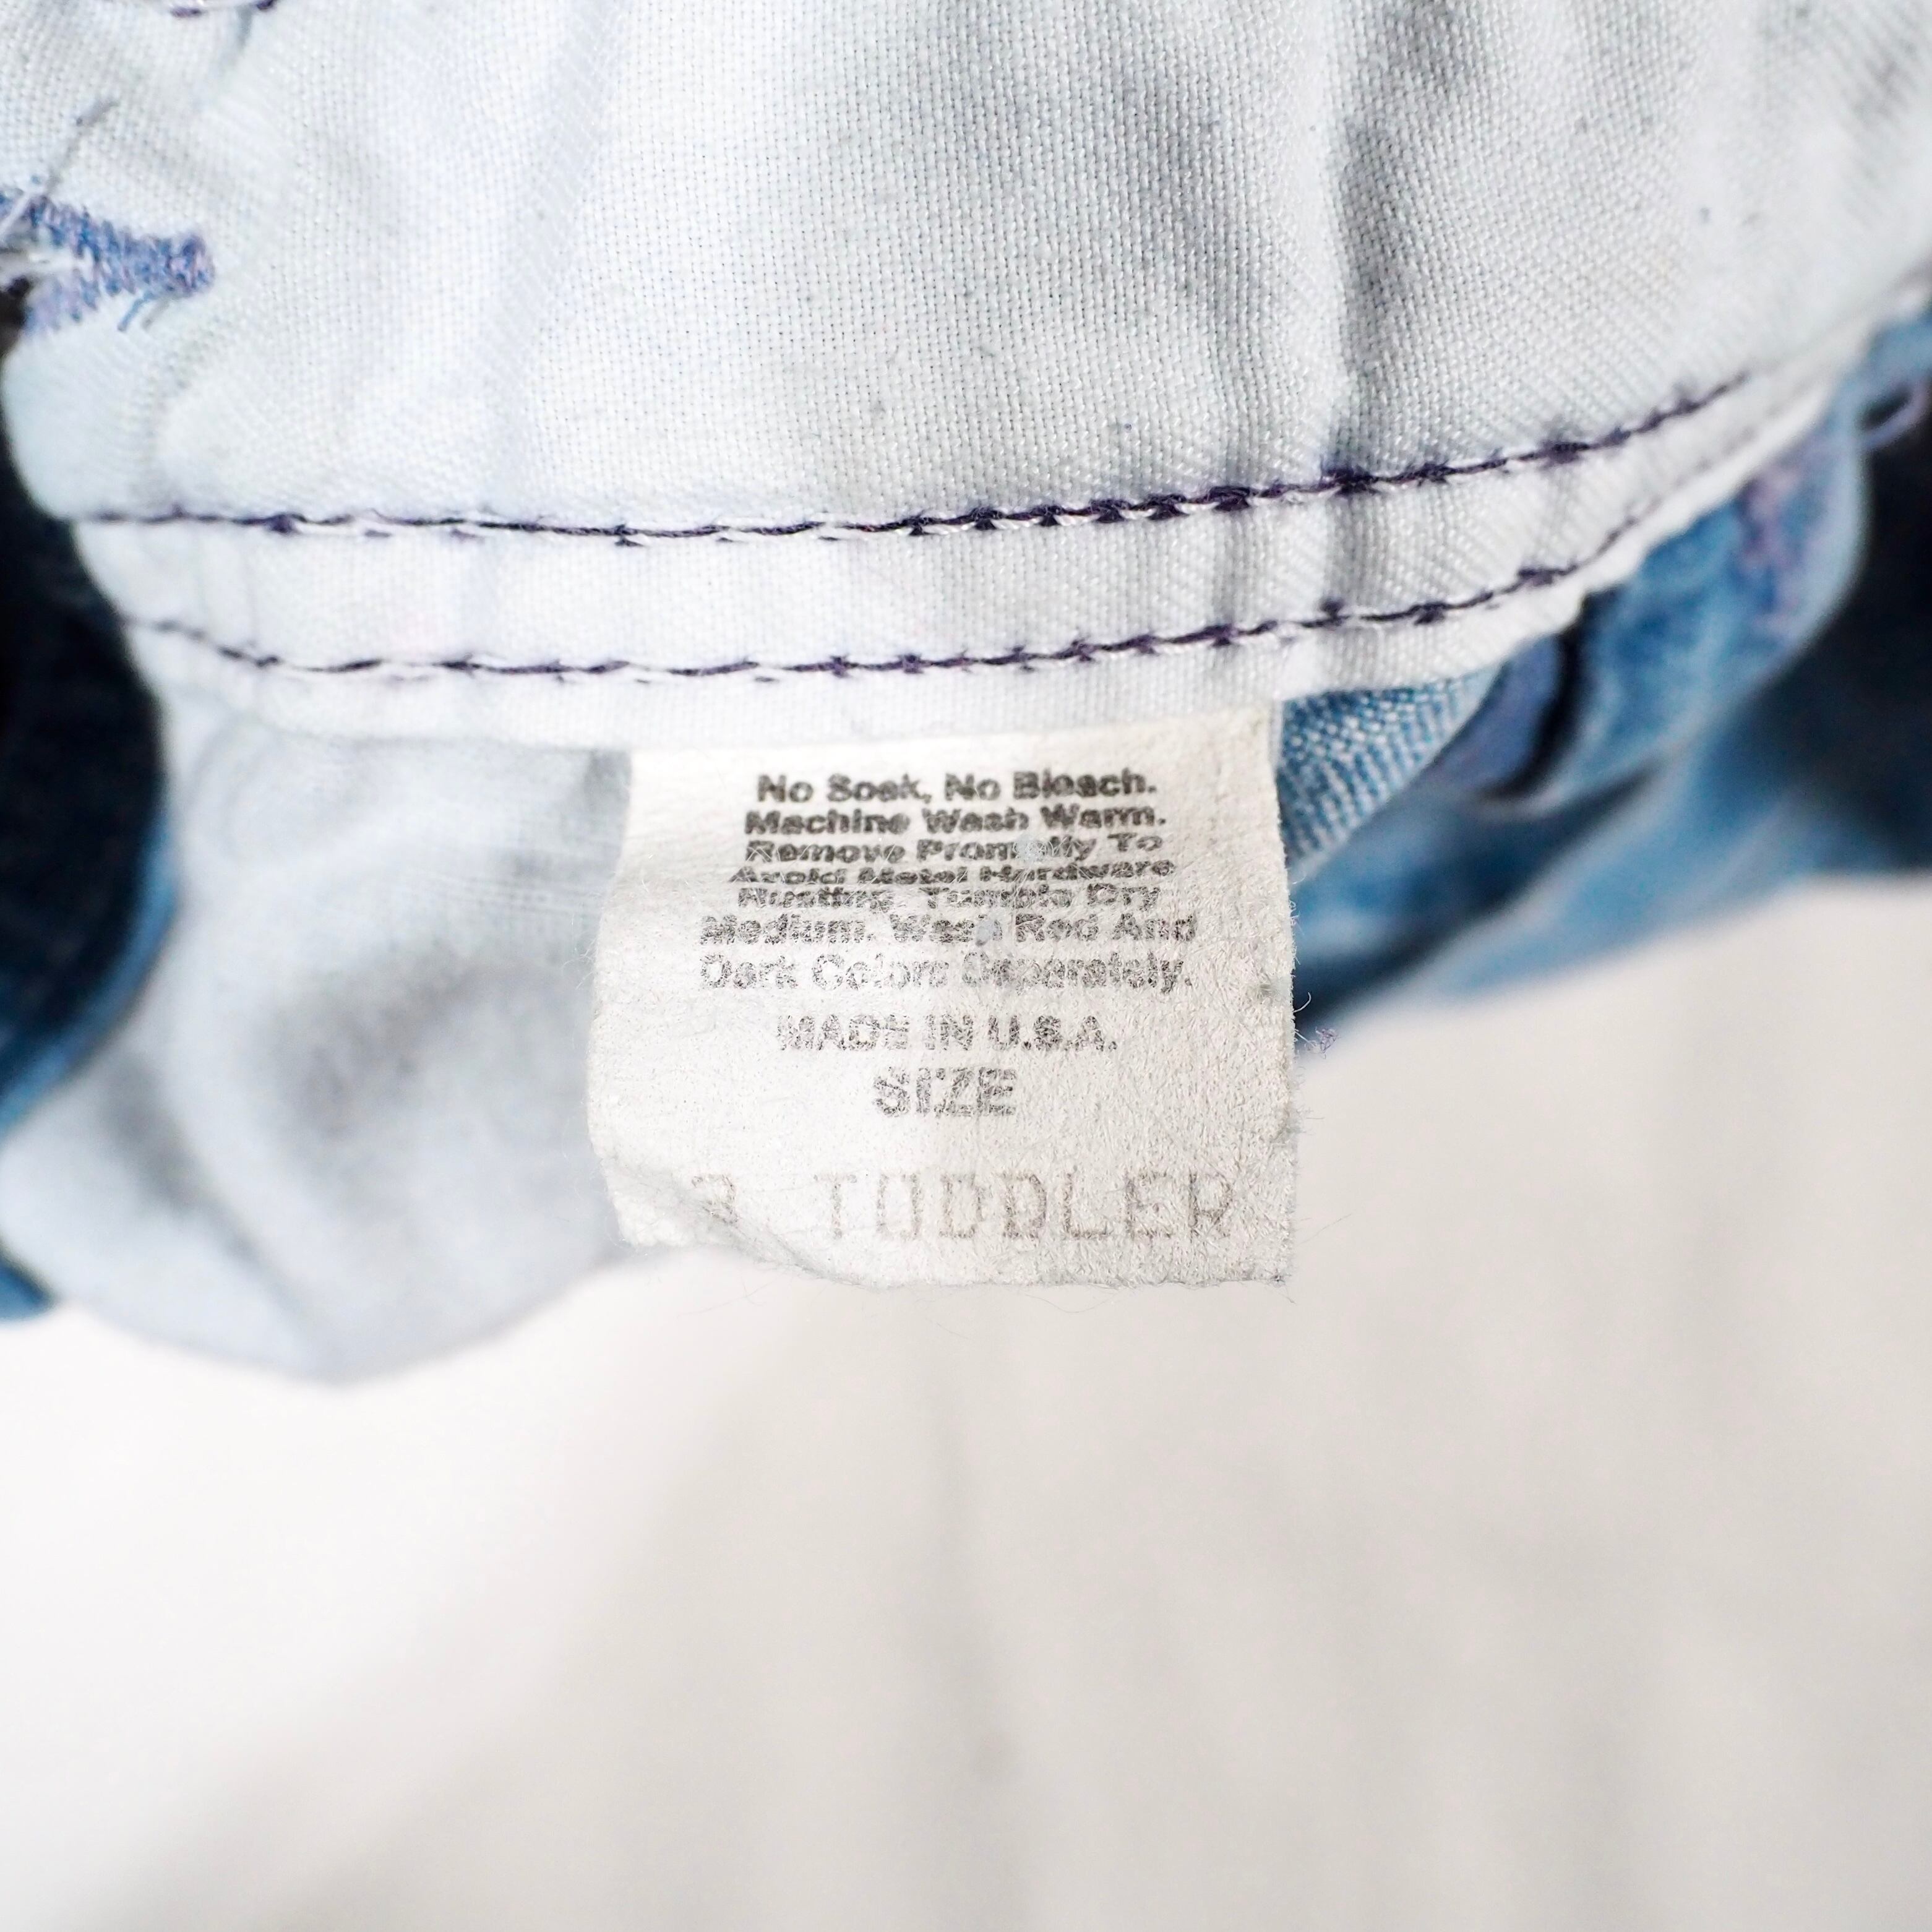 No Soak, No Bleach.
Machine Wash Warm.
Remove Promptly To
Avoid Metal Hardware
Rusting. Tumble Dry
Medium. Wash Red And
Dark Colors Separately.
MADE IN U.S.A.
SIZE
3 TODDLER